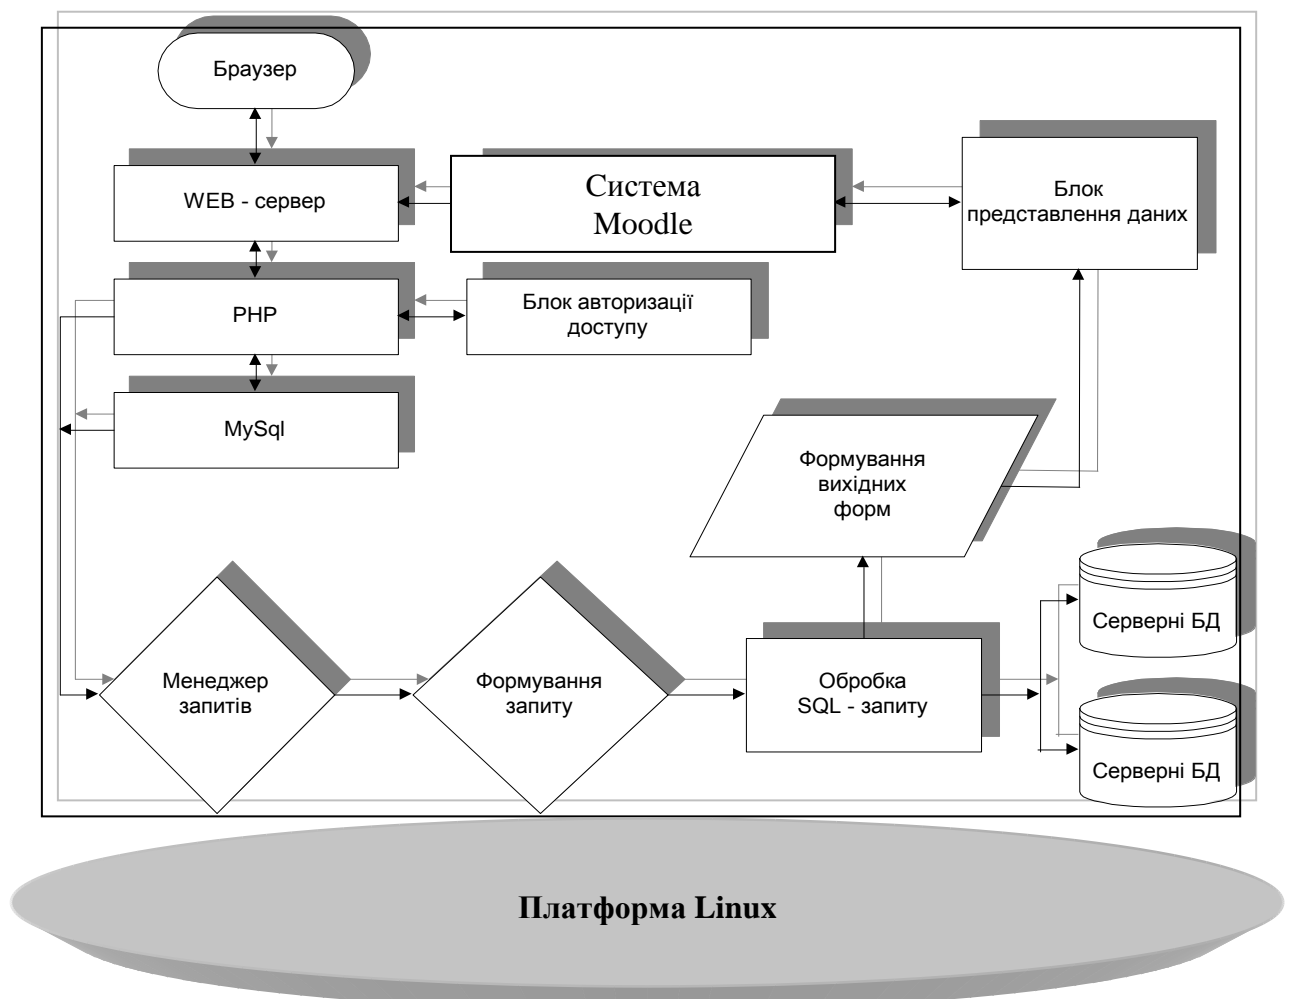 Браузер
WEB - сервер
Система
Moodle
Блок
представлення даних
PHP
Блок авторизації
доступу
MySql
Формування
вихідних
форм
Менеджер
запитів
Формування
запиту
Обробка
SQL - запиту
Серверні БД
Серверні БД
Платформа Linux